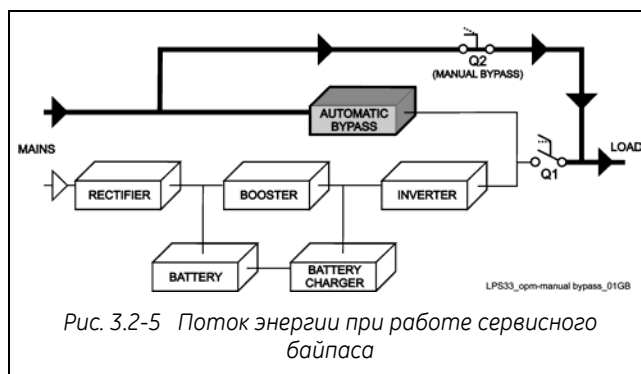 Q2
(MANUAL BYPASS)
AUTOMATIC
BYPASS
MAINS
LOAD
Q1
RECTIFIER
BOOSTER
INVERTER
BATTERY
BATTERY
CHARGER
LPS33_opm-manual bypass_01GB
Рис. 3.2-5 Поток энергии при работе сервисного
байпаса